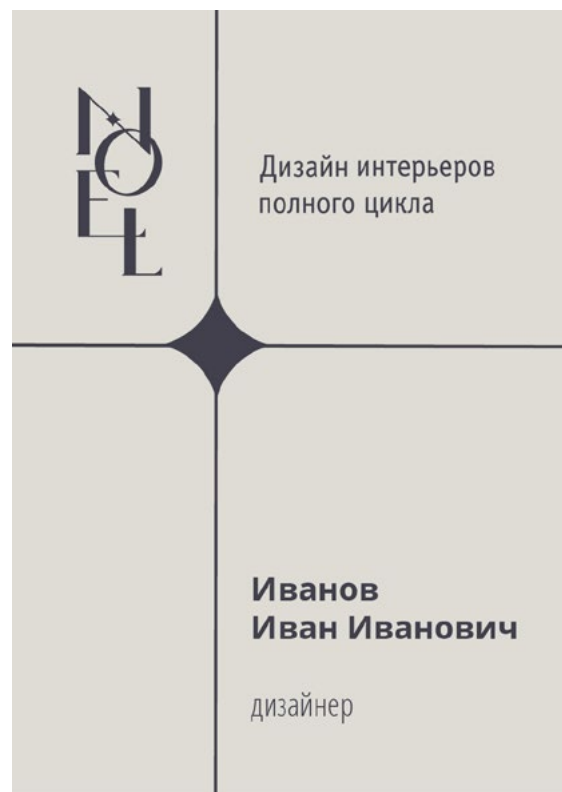 NOEL
Дизайн интерьеров
полного цикла
Иванов
Иван Иванович
дизайнер